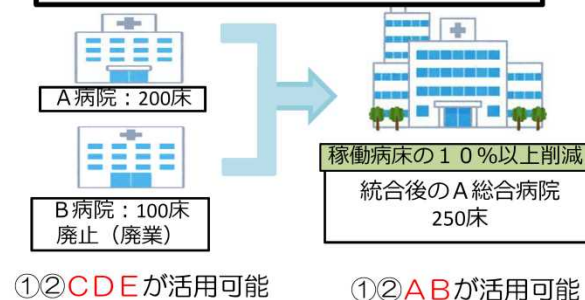 A病院：200床
B病院：100床
廃止（廃業）
①②CDEが活用可能
稼働病床の１０％以上削減
統合後のA総合病院
250床
①②ABが活用可能